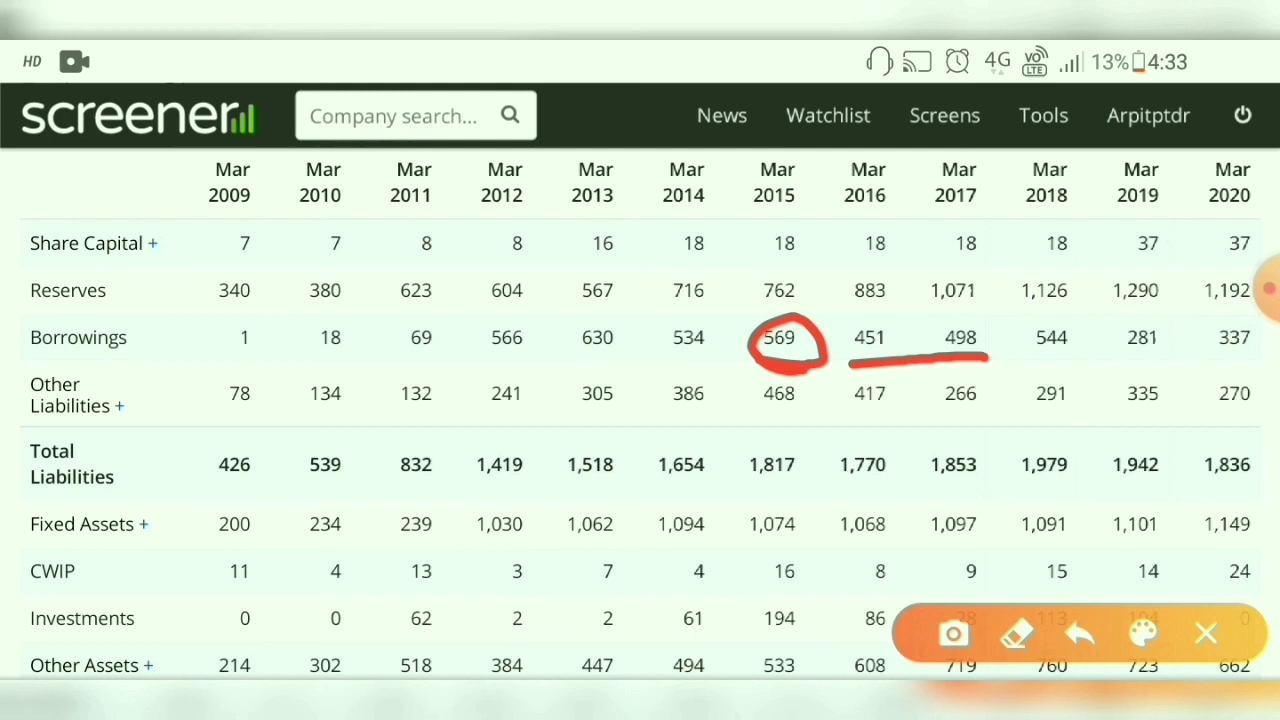 HD 4G VO LTE 13% 4:33
screener Company search... News Watchlist Screens Tools Arpitptdr
Mar 2009 Mar 2010 Mar 2011 Mar 2012 Mar 2013 Mar 2014 Mar 2015 Mar 2016 Mar 2017 Mar 2018 Mar 2019 Mar 2020
Share Capital + 7 7 8 8 16 18 18 18 18 18 37 37
Reserves 340 380 623 604 567 716 762 883 1,071 1,126 1,290 1,192
Borrowings 1 18 69 566 630 534 569 451 498 544 281 337
Other Liabilities + 78 134 132 241 305 386 468 417 266 291 335 270
Total Liabilities 426 539 832 1,419 1,518 1,654 1,817 1,770 1,853 1,979 1,942 1,836
Fixed Assets + 200 234 239 1,030 1,062 1,094 1,074 1,068 1,097 1,091 1,101 1,149
CWIP 11 4 13 3 7 4 16 8 9 15 14 24
Investments 0 0 62 2 2 61 194 86 28 113 104 0
Other Assets + 214 302 518 384 447 494 533 608 719 760 723 662